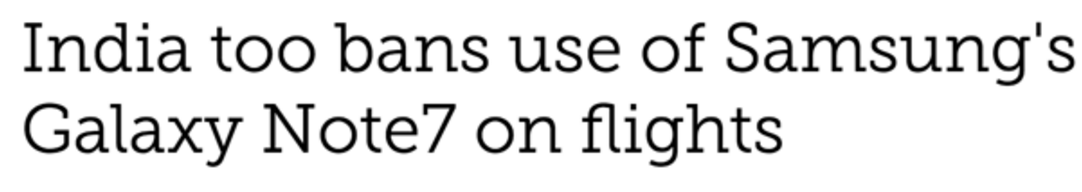 India too bans use of Samsung's
Galaxy Note7 on flights